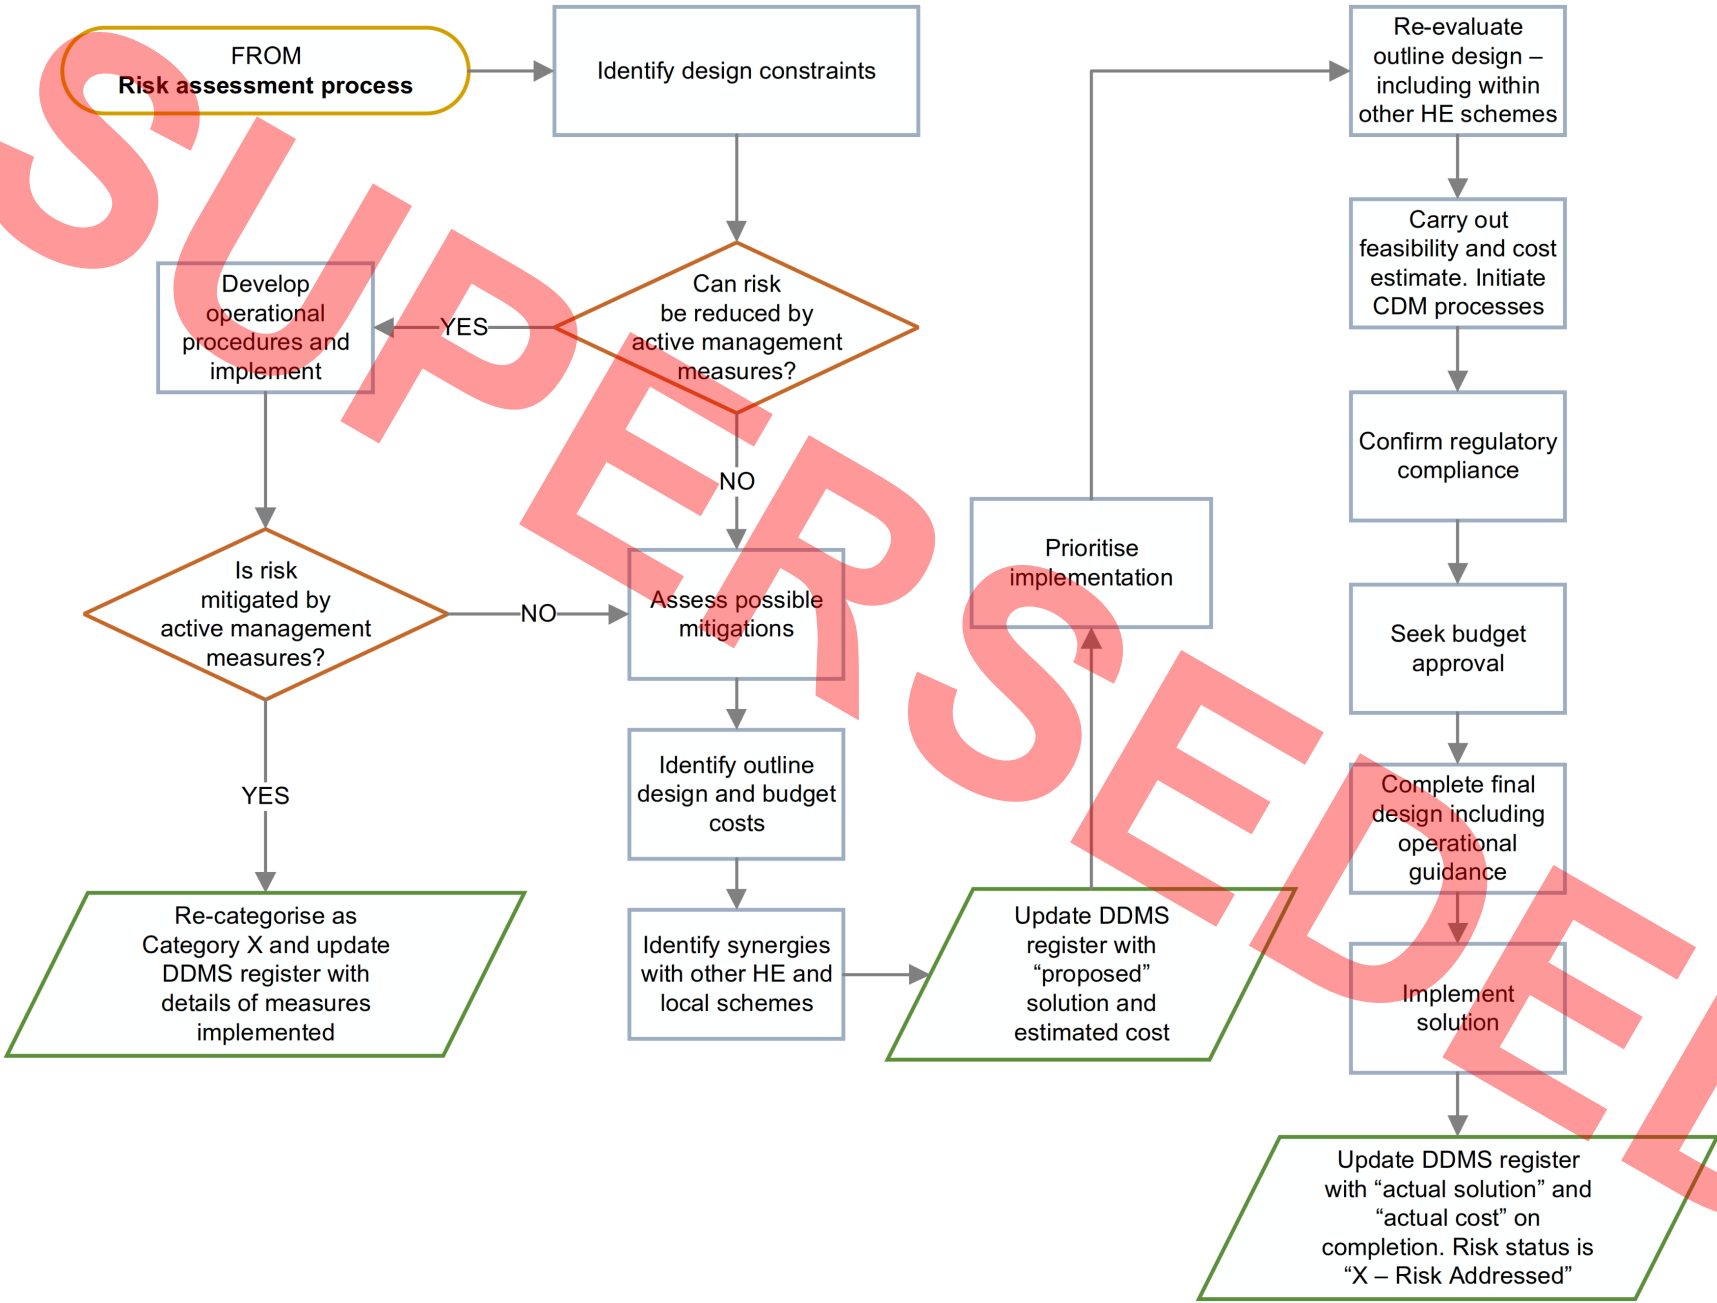 FROM
Risk assessment process
Identify design constraints
Can risk
be reduced by
active management
measures?
YES
Develop
operational
procedures and
implement
NO
Is risk
mitigated by
active management
measures?
NO
YES
Re-categorise as
Category X and update
DDMS register with
details of measures
implemented
Assess possible
mitigations
Identify outline
design and budget
costs
Identify synergies
with other HE and
local schemes
Update DDMS
register with
“proposed”
solution and
estimated cost
Prioritise
implementation
Re-evaluate
outline design –
including within
other HE schemes
Carry out
feasibility and cost
estimate. Initiate
CDM processes
Confirm regulatory
compliance
Seek budget
approval
Complete final
design including
operational
guidance
Implement
solution
Update DDMS register
with “actual solution” and
“actual cost” on
completion. Risk status is
“X – Risk Addressed”
SUPERSEDED